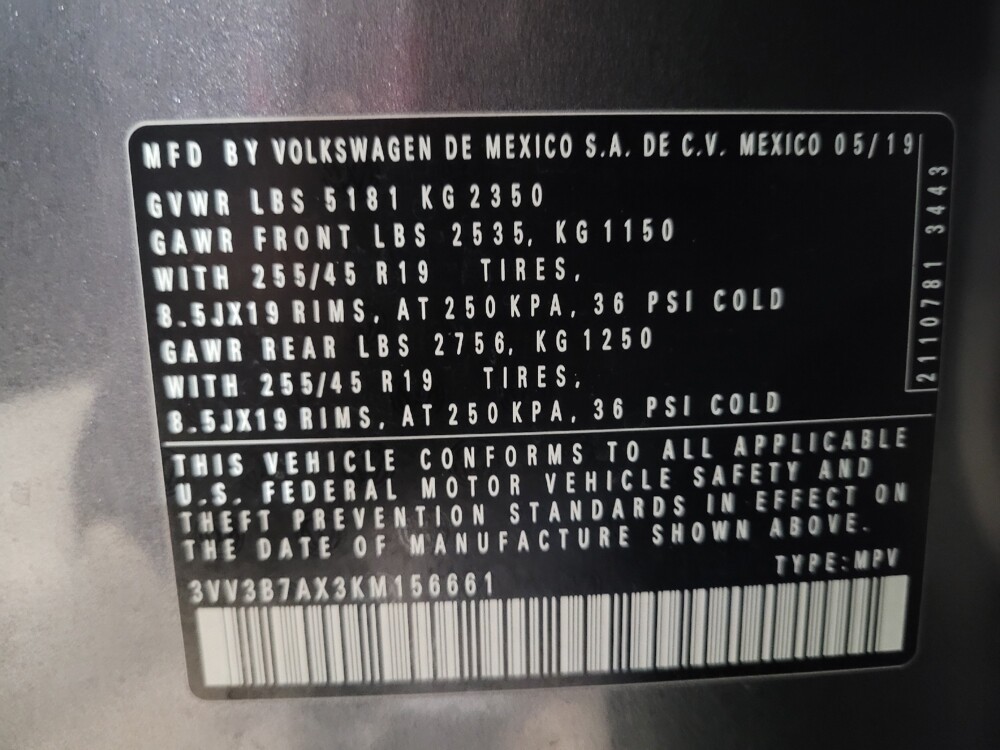 MFD BY VOLKSWAGEN DE MEXICO S.A. DE C.V. MEXICO 05/19
GVWR LBS 5181 KG 2350
GAWR FRONT LBS 2535, KG 1150
WITH 255/45 R19 TIRES,
8.5JX19 RIMS, AT 250 KPA, 36 PSI COLD
GAWR REAR LBS 2756, KG 1250
WITH 255/45 R19 TIRES,
8.5JX19 RIMS, AT 250 KPA, 36 PSI COLD
2110781 3443
THIS VEHICLE CONFORMS TO ALL APPLICABLE
U.S. FEDERAL MOTOR VEHICLE SAFETY AND
THEFT PREVENTION STANDARDS IN EFFECT ON
THE DATE OF MANUFACTURE SHOWN ABOVE.
TYPE:MPV
3VV3B7AX3KM156661